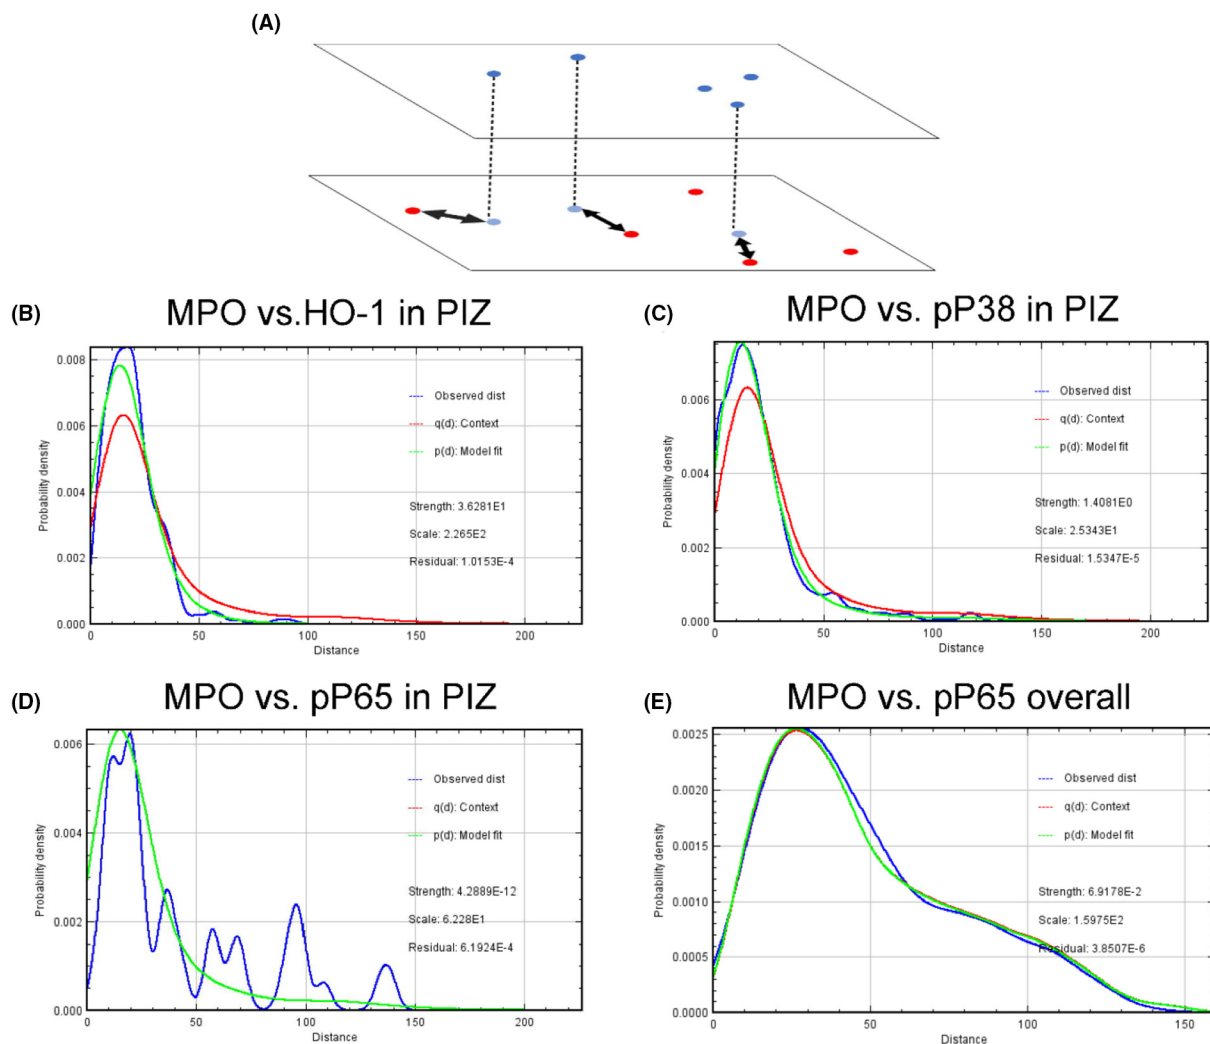 (A)
(B)
MPO vs.HO-1 in PIZ
0.008
0.006
0.004
0.002
0.000
Probability density
Observed dist
q(d): Context
p(d): Model fit
Strength: 3.6281E1
Scale: 2.265E2
Residual: 1.0153E-4
0
50
100
150
200
Distance
(C)
MPO vs. pP38 in PIZ
0.006
0.004
0.002
0.000
Probability density
Observed dist
q(d): Context
p(d): Model fit
Strength: 1.4081E0
Scale: 2.5343E1
Residual: 1.5347E-5
0
50
100
150
200
Distance
(D)
MPO vs. pP65 in PIZ
0.006
0.004
0.002
0.000
Probability density
Observed dist
q(d): Context
p(d): Model fit
Strength: 4.2889E-12
Scale: 6.228E1
Residual: 6.1924E-4
0
50
100
150
200
Distance
(E)
MPO vs. pP65 overall
0.0025
0.0020
0.0015
0.0010
0.0005
0.0000
Probability density
Observed dist
q(d): Context
p(d): Model fit
Strength: 6.9178E-2
Scale: 1.5975E2
Residual: 3.8507E-6
0
50
100
150
Distance